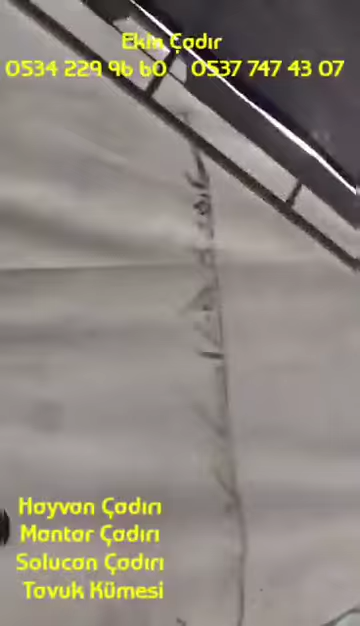 Ekin Çadır
0534 229 96 60 0537 747 43 07
Hayvan Çadırı
Mantar Çadırı
Solucan Çadırı
Tavuk Kümesi